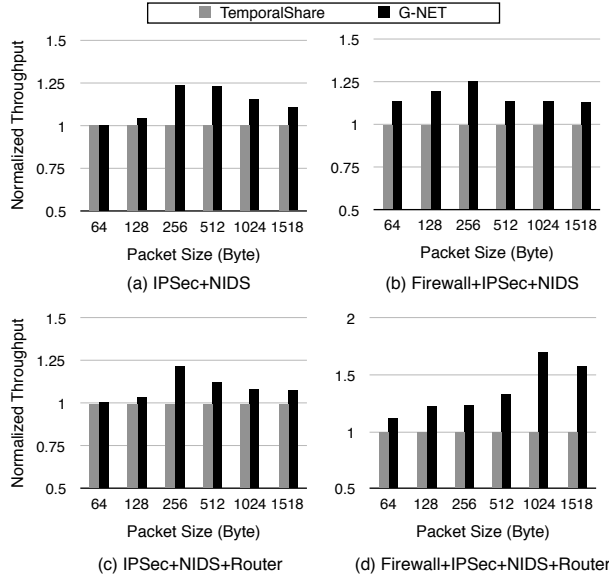 TemporalShare G-NET
Normalized Throughput
1.5
1.25
1
0.75
0.5
64 128 256 512 1024 1518
Packet Size (Byte)
(a) IPSec+NIDS
1.5
1.25
1
0.75
0.5
64 128 256 512 1024 1518
Packet Size (Byte)
(b) Firewall+IPSec+NIDS
Normalized Throughput
1.5
1.25
1
0.75
0.5
64 128 256 512 1024 1518
Packet Size (Byte)
(c) IPSec+NIDS+Router
2
1.5
1
0.5
64 128 256 512 1024 1518
Packet Size (Byte)
(d) Firewall+IPSec+NIDS+Router